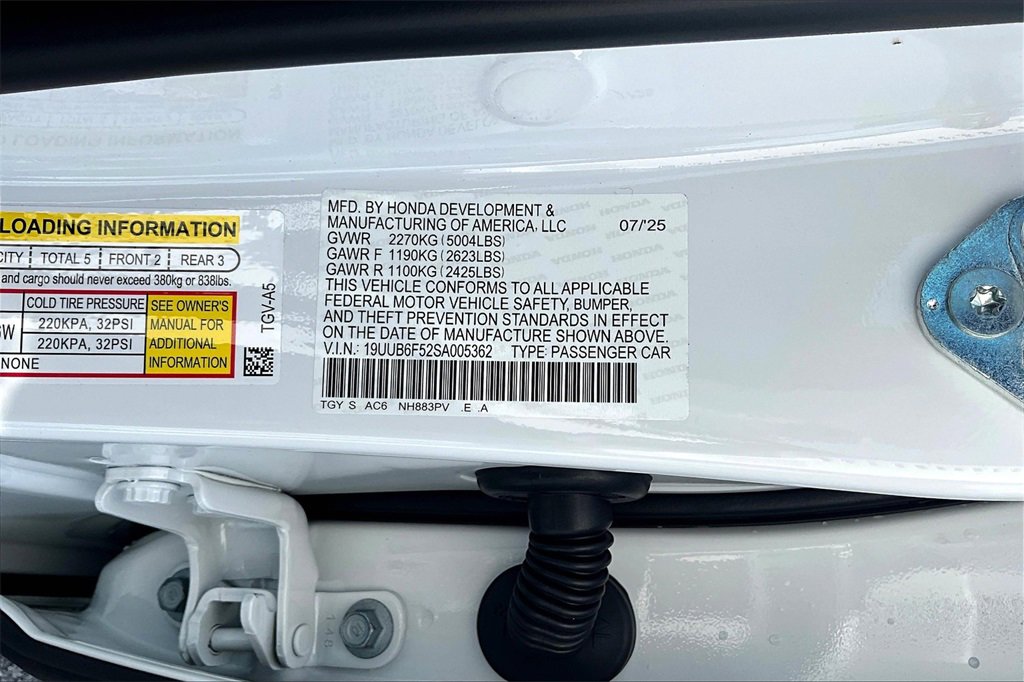 LOADING INFORMATION
CITY TOTAL 5 FRONT 2 REAR 3
and cargo should never exceed 380kg or 838lbs.
COLD TIRE PRESSURE
220KPA, 32PSI
220KPA, 32PSI
NONE
SEE OWNER'S
MANUAL FOR
ADDITIONAL
INFORMATION
TGV-A5
MFD. BY HONDA DEVELOPMENT &
MANUFACTURING OF AMERICA, LLC 07/'25
GVWR 2270KG (5004LBS)
GAWR F 1190KG (2623LBS)
GAWR R 1100KG (2425LBS)
THIS VEHICLE CONFORMS TO ALL APPLICABLE
FEDERAL MOTOR VEHICLE SAFETY, BUMPER,
AND THEFT PREVENTION STANDARDS IN EFFECT
ON THE DATE OF MANUFACTURE SHOWN ABOVE.
V.I.N.: 19UUB6F52SA005362 TYPE: PASSENGER CAR
TGY S AC6 NH883PV .E .A
146